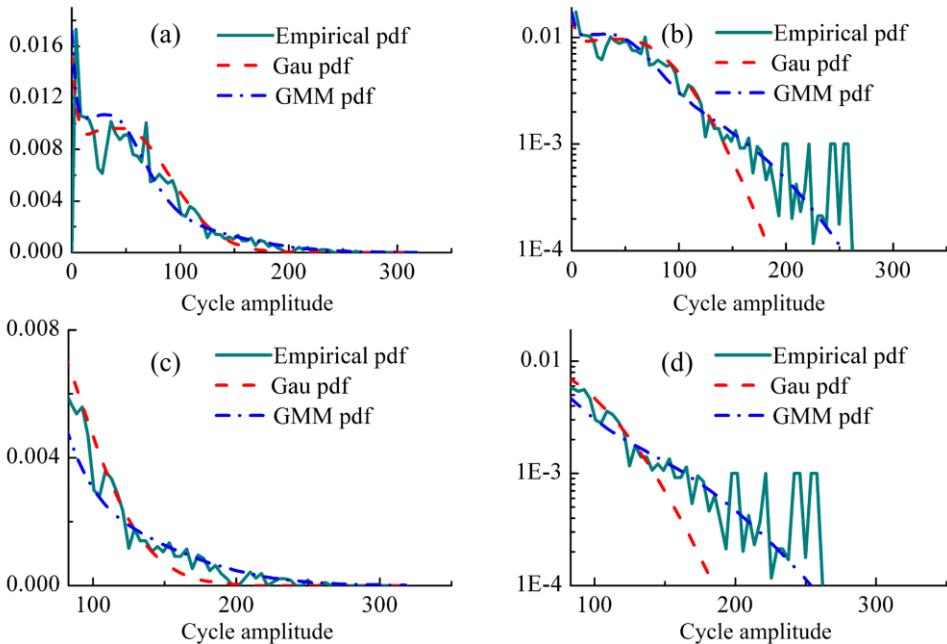 (a)
Empirical pdf
Gau pdf
GMM pdf
0.016
0.012
0.008
0.004
0.000
0
100
200
300
Cycle amplitude
(b)
Empirical pdf
Gau pdf
GMM pdf
0.01
1E-3
1E-4
0
100
200
300
Cycle amplitude
(c)
Empirical pdf
Gau pdf
GMM pdf
0.008
0.004
0.000
100
200
300
Cycle amplitude
(d)
Empirical pdf
Gau pdf
GMM pdf
0.01
1E-3
1E-4
100
200
300
Cycle amplitude